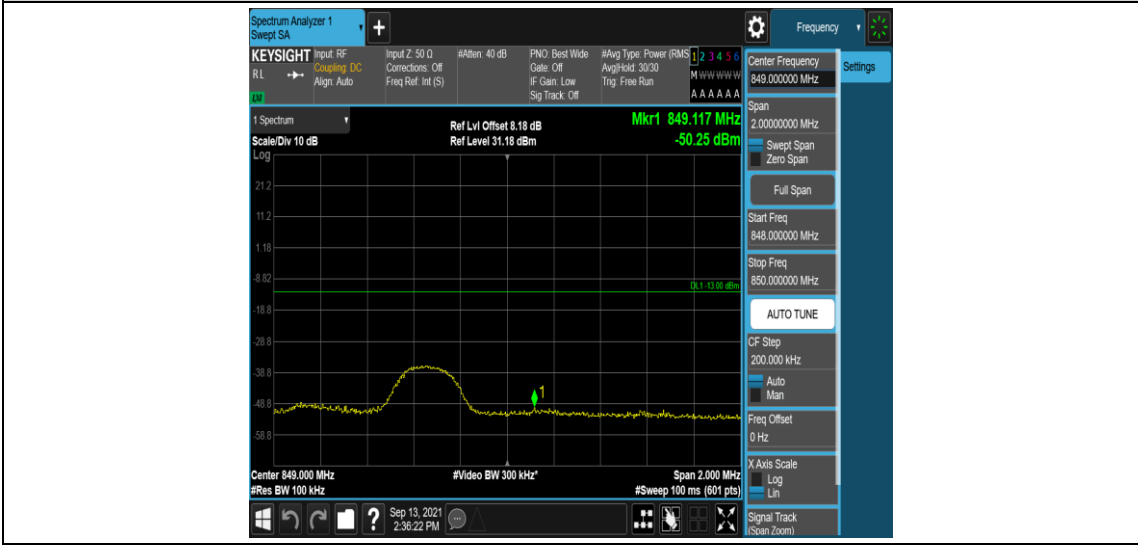 Spectrum Analyzer 1
Swept SA
+
Frequency
KEYSIGHT
RL
LM
Input: RF
Coupling: DC
Align: Auto
Input Z: 50 Ω
Corrections: Off
Freq Ref: Int (S)
#Atten: 40 dB
PNO: Best Wide
Gate: Off
IF Gain: Low
Sig Track: Off
#Avg Type: Power (RMS
Avg|Hold: 30/30
Trig: Free Run
1 2 3 4 5 6
M W W W W W
A A A A A A
1 Spectrum
Scale/Div 10 dB
Log
Ref Lvl Offset 8.18 dB
Ref Level 31.18 dBm
Mkr1 849.117 MHz
-50.25 dBm
21.2
11.2
1.18
-8.82
DL1 -13.00 dBm
-18.8
-28.8
-38.8
1
-48.8
-58.8
Center 849.000 MHz
#Res BW 100 kHz
#Video BW 300 kHz*
Span 2.000 MHz
#Sweep 100 ms (601 pts)
?
Sep 13, 2021
2:36:22 PM
Center Frequency
849.000000 MHz
Settings
Span
2.00000000 MHz
Swept Span
Zero Span
Full Span
Start Freq
848.000000 MHz
Stop Freq
850.000000 MHz
AUTO TUNE
CF Step
200.000 kHz
Auto
Man
Freq Offset
0 Hz
X Axis Scale
Log
Lin
Signal Track
(Span Zoom)